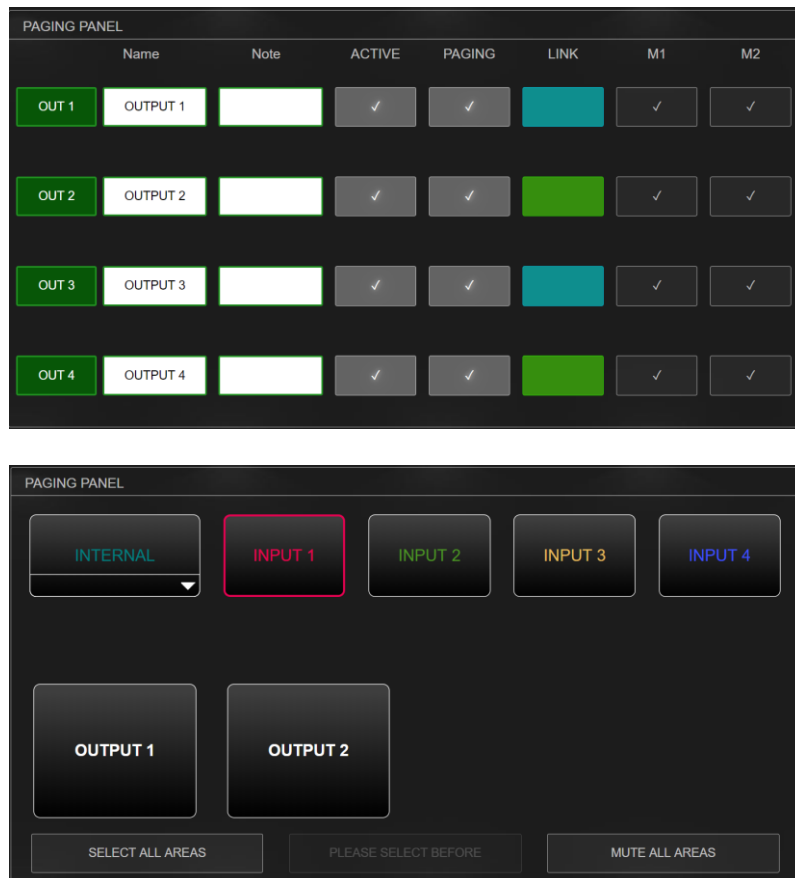 PAGING PANEL
Name Note ACTIVE PAGING LINK M1 M2
OUT 1 OUTPUT 1 ✓ ✓ ✓ ✓
OUT 2 OUTPUT 2 ✓ ✓ ✓ ✓
OUT 3 OUTPUT 3 ✓ ✓ ✓ ✓
OUT 4 OUTPUT 4 ✓ ✓ ✓ ✓
PAGING PANEL
INTERNAL INPUT 1 INPUT 2 INPUT 3 INPUT 4
OUTPUT 1 OUTPUT 2
SELECT ALL AREAS PLEASE SELECT BEFORE MUTE ALL AREAS